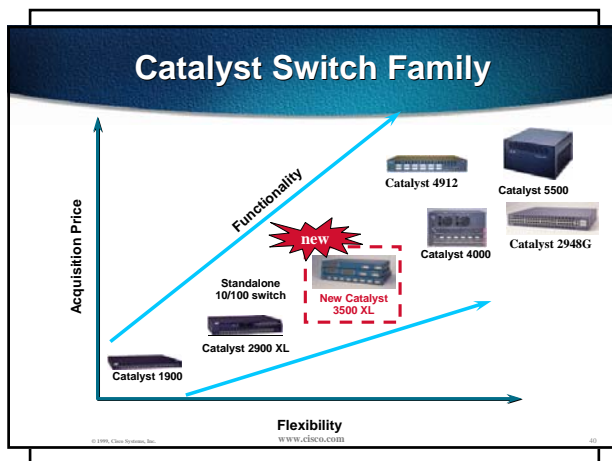 Catalyst Switch Family
Acquisition Price
Functionality
Catalyst 4912
Catalyst 5500
new
Catalyst 4000
Catalyst 2948G
Standalone
10/100 switch
New Catalyst
3500 XL
Catalyst 2900 XL
Catalyst 1900
Flexibility
© 1999, Cisco Systems, Inc.
www.cisco.com
40